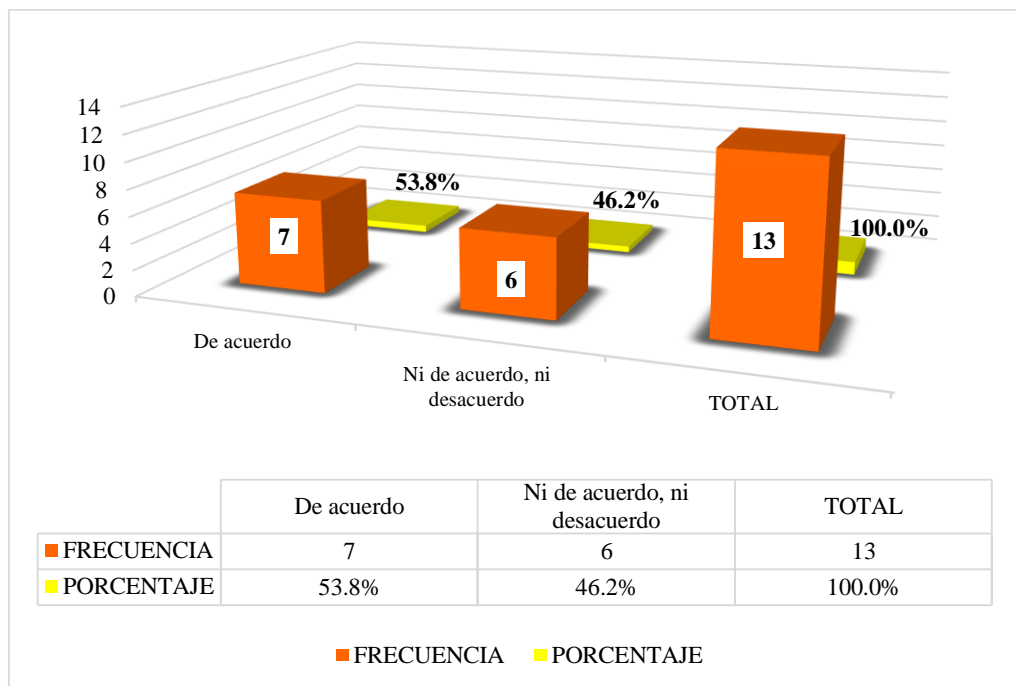 14
12
10
8
6
4
2
0
7
53.8%
6
46.2%
13
100.0%
De acuerdo
Ni de acuerdo, ni
desacuerdo
TOTAL
De acuerdo
Ni de acuerdo, ni
desacuerdo
TOTAL
FRECUENCIA 7 6 13
PORCENTAJE 53.8% 46.2% 100.0%
FRECUENCIA PORCENTAJE